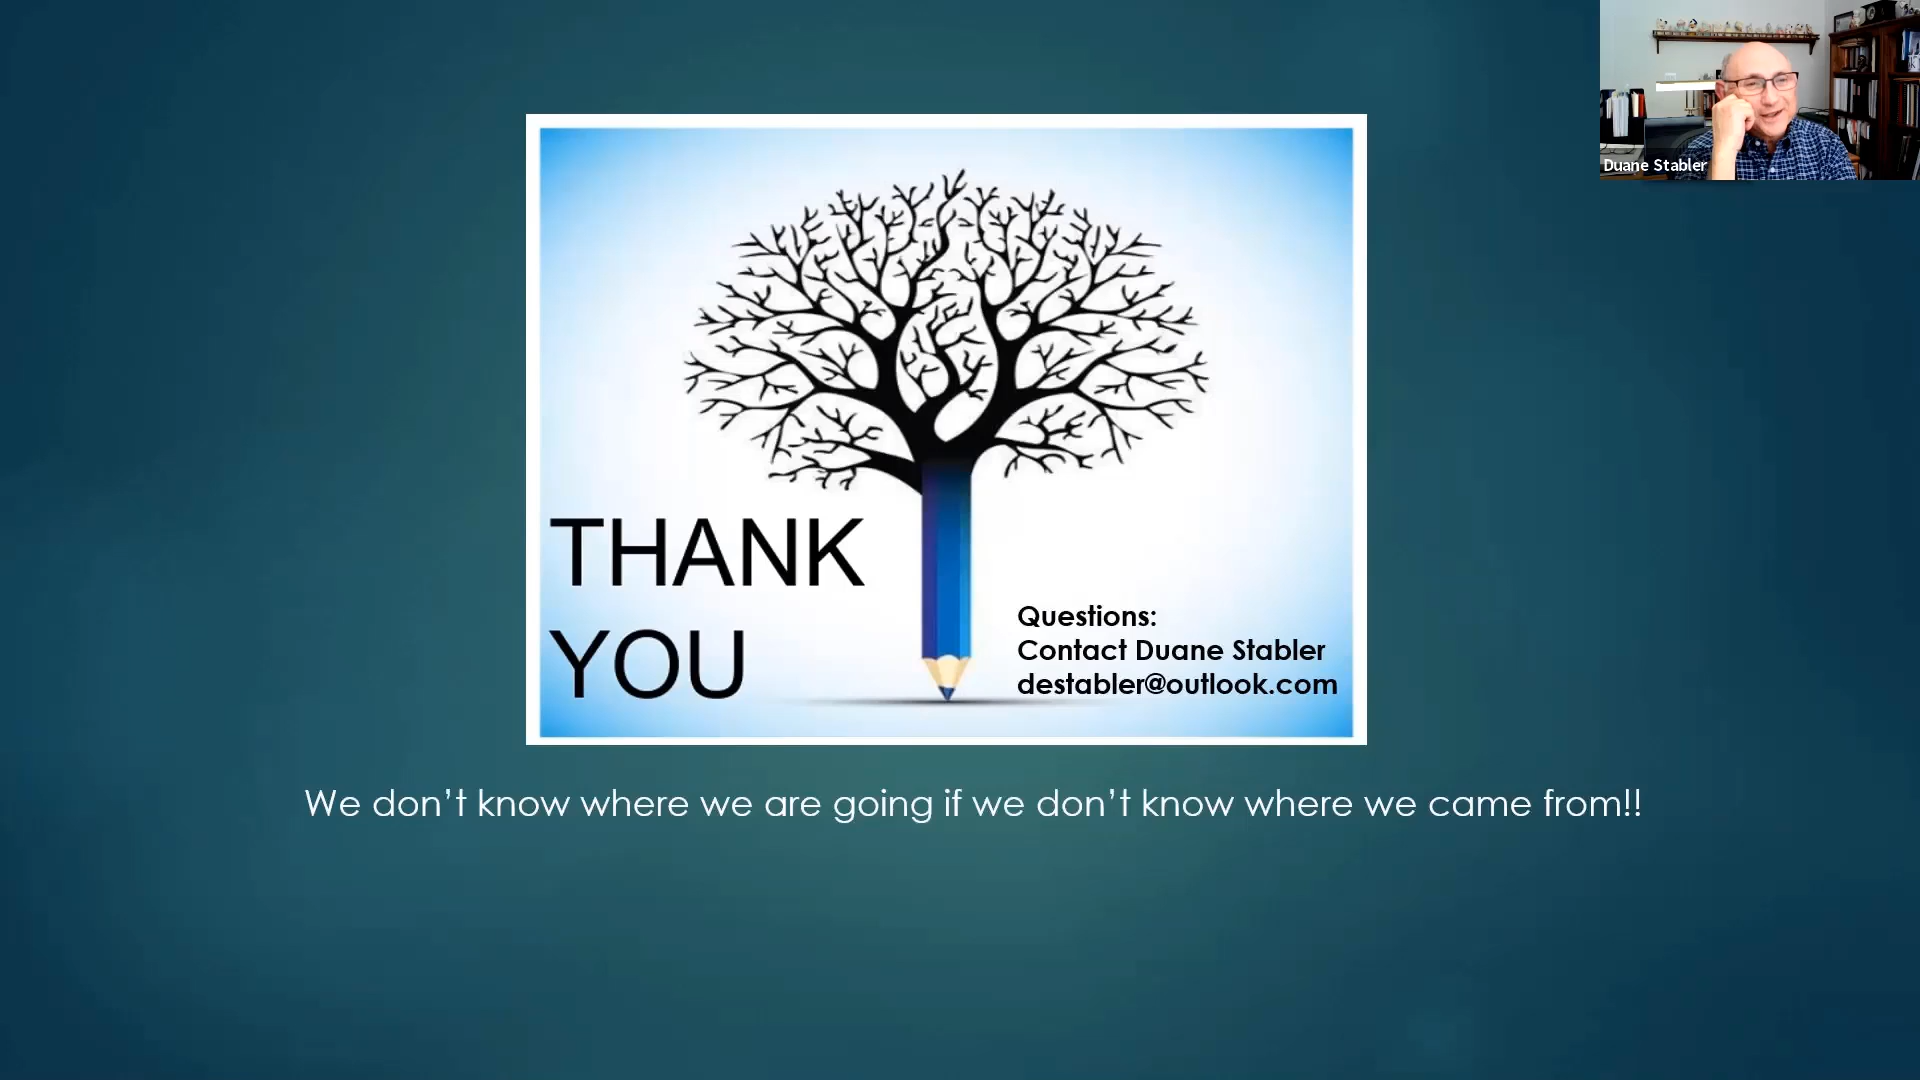 Duane Stabler
THANK
YOU
Questions:
Contact Duane Stabler
destabler@outlook.com
We don’t know where we are going if we don’t know where we came from!!